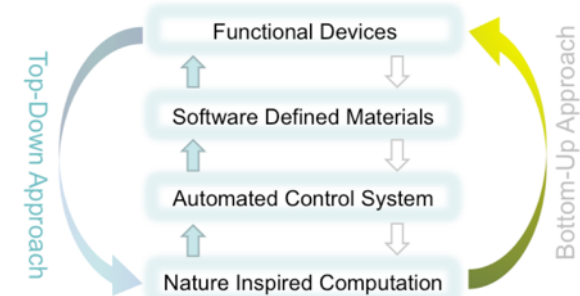 Functional Devices
Software Defined Materials
Automated Control System
Nature Inspired Computation
Top-Down Approach
Bottom-Up Approach